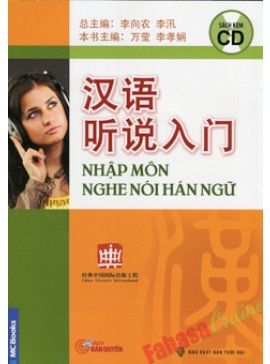 总主编：李向农 李汛
本书主编：万莹 李孝娴
SÁCH KÈM
CD
汉语
听说入门
NHẬP MÔN
NGHE NÓI HÁN NGỮ
经典中国国际出版工程
China Classics International
MCBooks
SÁCH
BẢN QUYỀN
NHÀ XUẤT BẢN THỜI ĐẠI
Fahasa Online